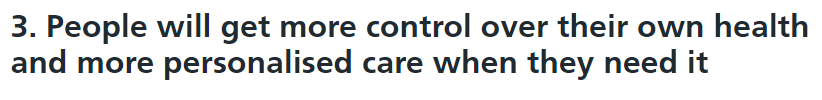 3. People will get more control over their own health
and more personalised care when they need it